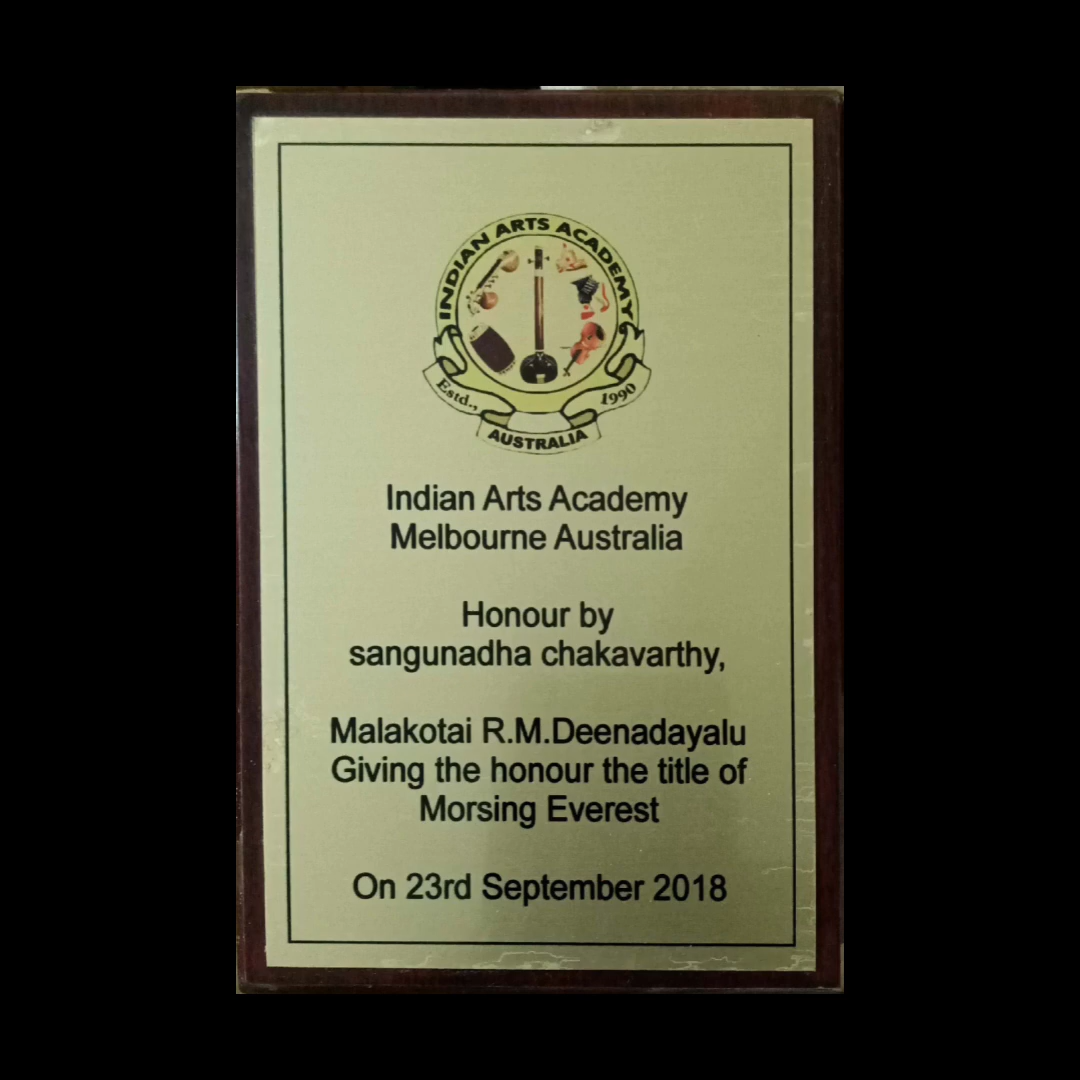 INDIAN ARTS ACADEMY
Estd., 1990
AUSTRALIA
Indian Arts Academy
Melbourne Australia
Honour by
sangunadha chakavarthy,
Malakotai R.M.Deenadayalu
Giving the honour the title of
Morsing Everest
On 23rd September 2018